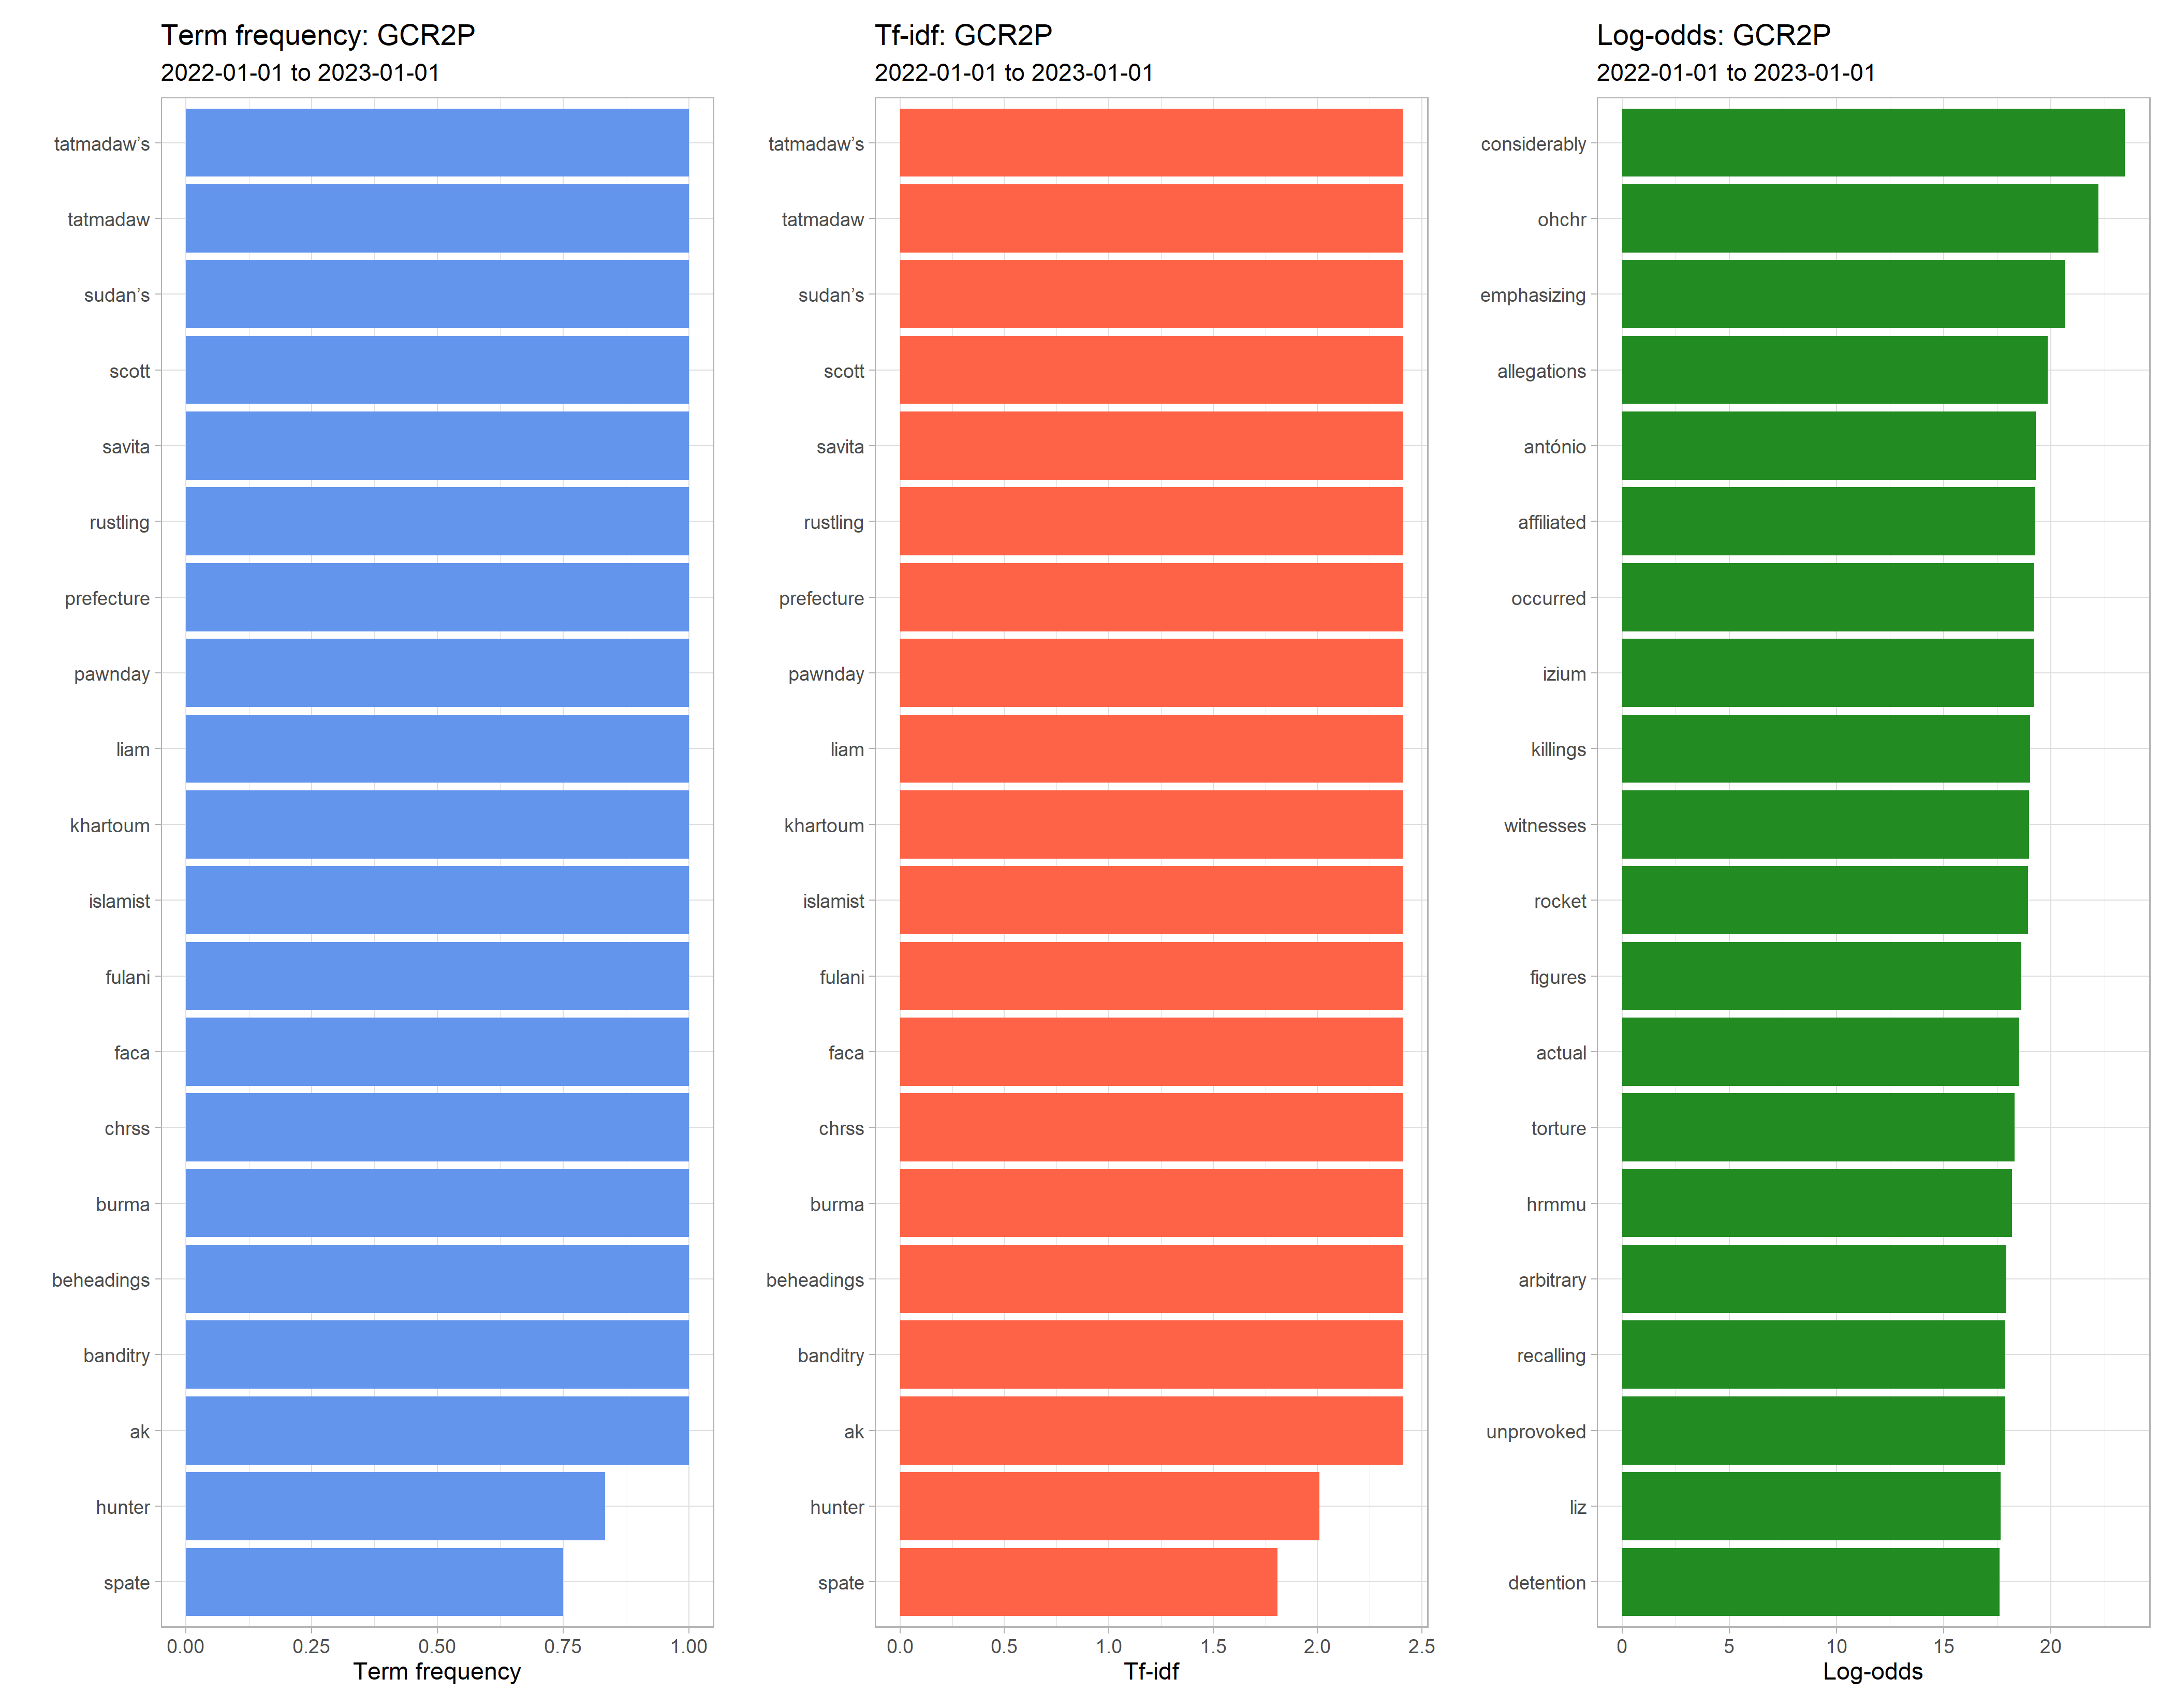 Term frequency: GCR2P
2022-01-01 to 2023-01-01
tatmadaw’s
tatmadaw
sudan’s
scott
savita
rustling
prefecture
pawnday
liam
khartoum
islamist
fulani
faca
chrss
burma
beheadings
banditry
ak
hunter
spate
0.00 0.25 0.50 0.75 1.00
Term frequency
Tf-idf: GCR2P
2022-01-01 to 2023-01-01
tatmadaw’s
tatmadaw
sudan’s
scott
savita
rustling
prefecture
pawnday
liam
khartoum
islamist
fulani
faca
chrss
burma
beheadings
banditry
ak
hunter
spate
0.0 0.5 1.0 1.5 2.0 2.5
Tf-idf
Log-odds: GCR2P
2022-01-01 to 2023-01-01
considerably
ohchr
emphasizing
allegations
antónio
affiliated
occurred
izium
killings
witnesses
rocket
figures
actual
torture
hrmmu
arbitrary
recalling
unprovoked
liz
detention
0 5 10 15 20
Log-odds